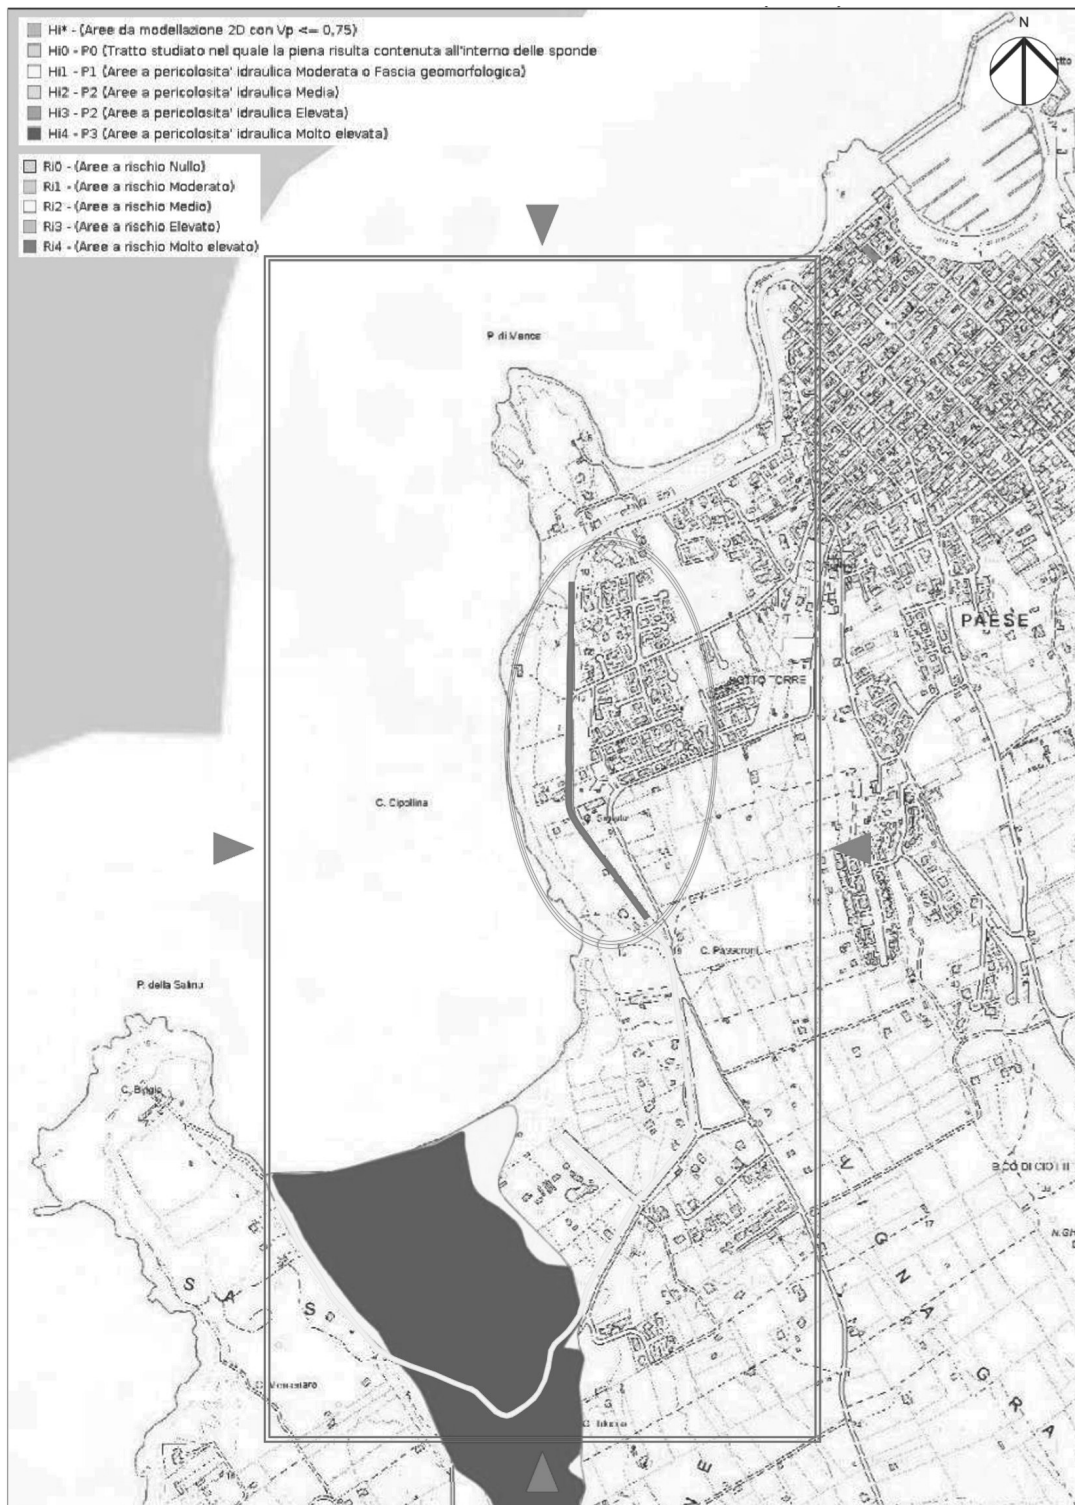 Hi* - (Aree da modellazione 2D con Vp <= 0,75)
Hi0 - P0 (Tratto studiato nel quale la piena risulta contenuta all'interno delle sponde
Hi1 - P1 (Aree a pericolosita' idraulica Moderata o Fascia geomorfologica)
Hi2 - P2 (Aree a pericolosita' idraulica Media)
Hi3 - P2 (Aree a pericolosita' idraulica Elevata)
Hi4 - P3 (Aree a pericolosita' idraulica Molto elevata)
Ri0 - (Aree a rischio Nullo)
Ri1 - (Aree a rischio Moderato)
Ri2 - (Aree a rischio Medio)
Ri3 - (Aree a rischio Elevato)
Ri4 - (Aree a rischio Molto elevato)
N
P. di Vanca
PAESE
SOTTO TORRE
C. Cipollina
C. Passeroni
P. della Salina
C. Biagio
S A S
V I G N A
G R A
N E